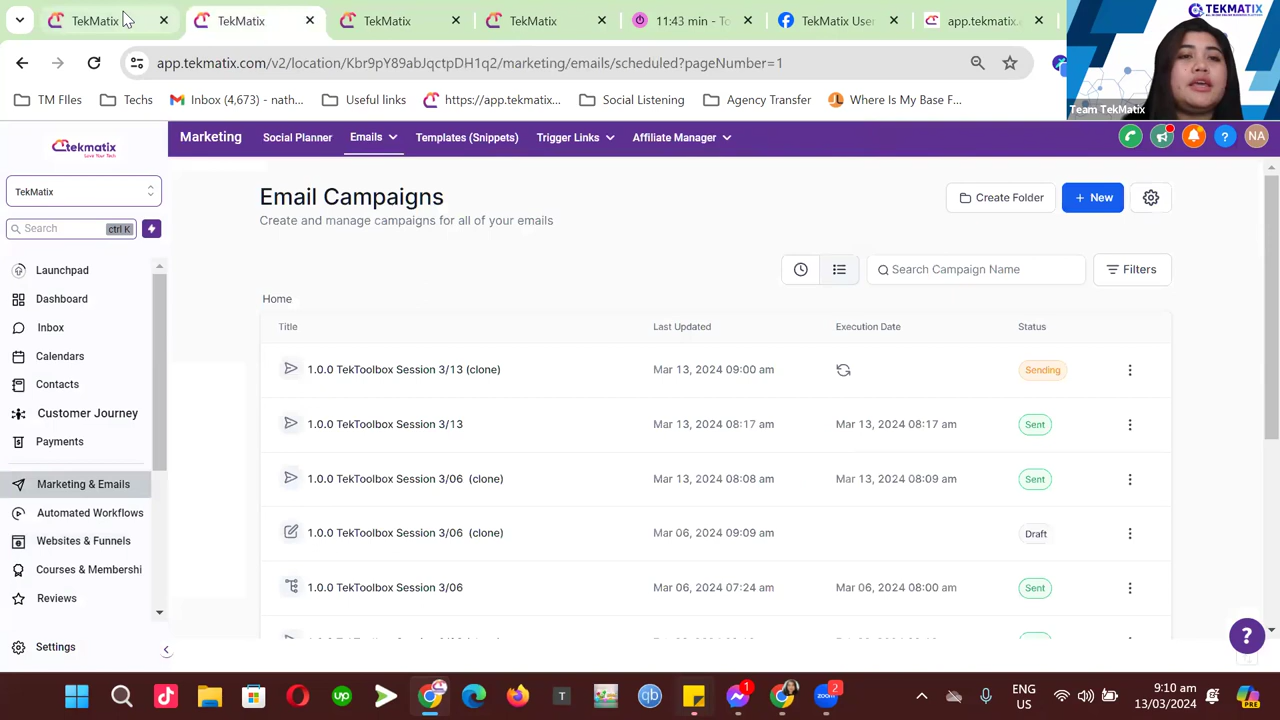 TekMatix
TekMatix
TekMatix
TekMatix
11:43 min - To
TekMatix User
app.tekmatix.
TEKMATIX
app.tekmatix.com/v2/location/Kbr9pY89abJqctpDH1q2/marketing/emails/scheduled?pageNumber=1
TM FIles
Techs
Inbox (4,673) - nath...
Useful links
https://app.tekmatix...
Social Listening
Agency Transfer
Where Is My Base F...
Team TekMatix
tekmatix
Love Your Tech
Marketing
Social Planner
Emails
Templates (Snippets)
Trigger Links
Affiliate Manager
NA
TekMatix
Search
ctrl K
Launchpad
Dashboard
Inbox
Calendars
Contacts
Customer Journey
Payments
Marketing & Emails
Automated Workflows
Websites & Funnels
Courses & Membershi
Reviews
Settings
Email Campaigns
Create and manage campaigns for all of your emails
Create Folder
+ New
Search Campaign Name
Filters
Home
Title Last Updated Execution Date Status
1.0.0 TekToolbox Session 3/13 (clone) Mar 13, 2024 09:00 am Sending
1.0.0 TekToolbox Session 3/13 Mar 13, 2024 08:17 am Mar 13, 2024 08:17 am Sent
1.0.0 TekToolbox Session 3/06 (clone) Mar 13, 2024 08:08 am Mar 13, 2024 08:09 am Sent
1.0.0 TekToolbox Session 3/06 (clone) Mar 06, 2024 09:09 am Draft
1.0.0 TekToolbox Session 3/06 Mar 06, 2024 07:24 am Mar 06, 2024 08:00 am Sent
?
ENG
US
9:10 am
13/03/2024